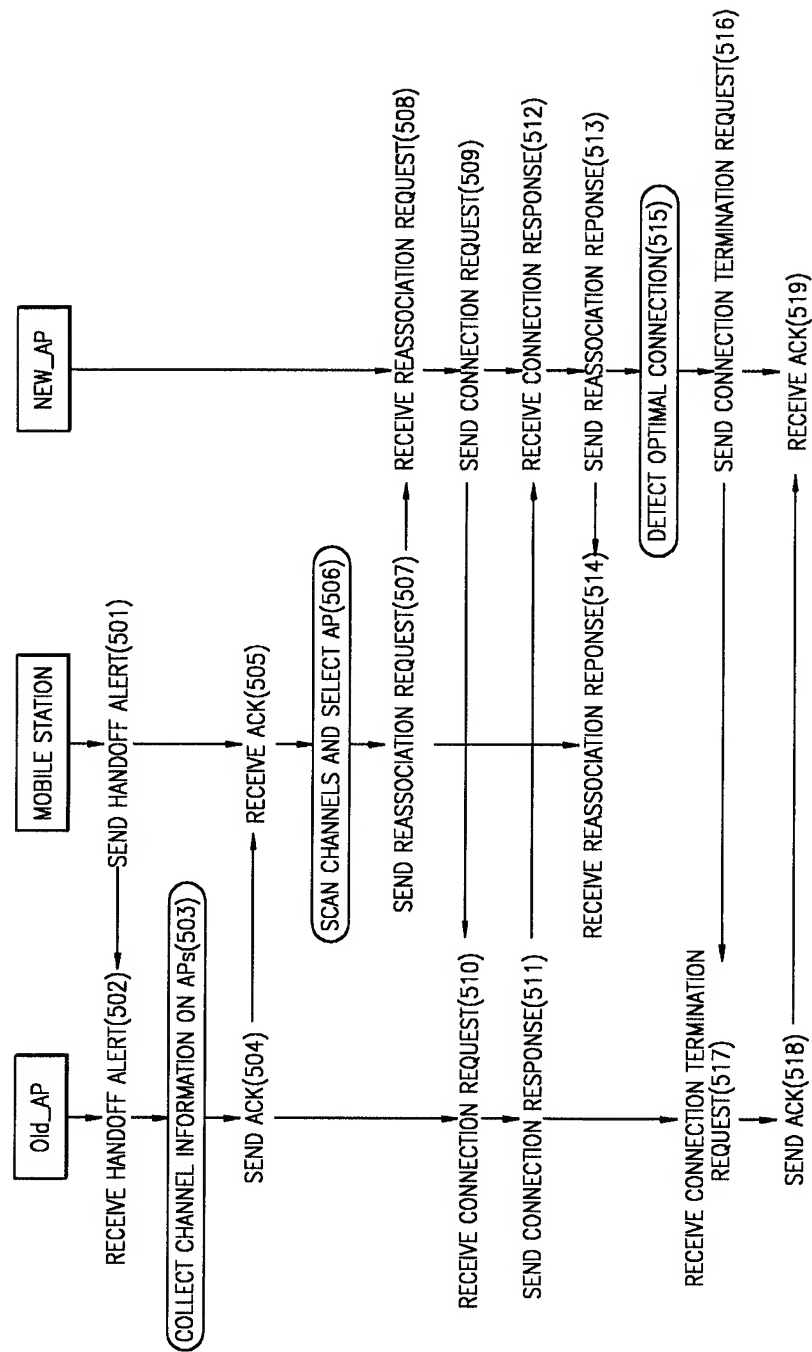 Old_AP
MOBILE STATION
NEW_AP
SEND HANDOFF ALERT(501)
RECEIVE HANDOFF ALERT(502)
COLLECT CHANNEL INFORMATION ON APs(503)
SEND ACK(504)
RECEIVE ACK(505)
SCAN CHANNELS AND SELECT AP(506)
SEND REASSOCIATION REQUEST(507)
RECEIVE REASSOCIATION REQUEST(508)
SEND CONNECTION REQUEST(509)
RECEIVE CONNECTION REQUEST(510)
SEND CONNECTION RESPONSE(511)
RECEIVE CONNECTION RESPONSE(512)
SEND REASSOCIATION REPONSE(513)
RECEIVE REASSOCIATION REPONSE(514)
DETECT OPTIMAL CONNECTION(515)
SEND CONNECTION TERMINATION REQUEST(516)
RECEIVE CONNECTION TERMINATION
REQUEST(517)
SEND ACK(518)
RECEIVE ACK(519)